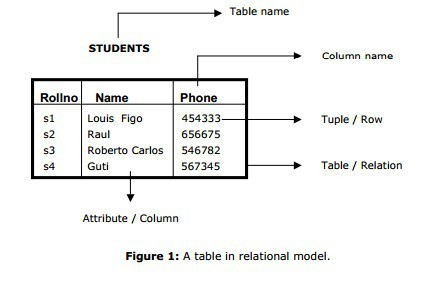 Table name
STUDENTS
Column name
Rollno Name Phone
s1 Louis Figo 454333
Tuple / Row
s2 Raul 656675
s3 Roberto Carlos 546782
s4 Guti 567345
Table / Relation
Attribute / Column
Figure 1: A table in relational model.